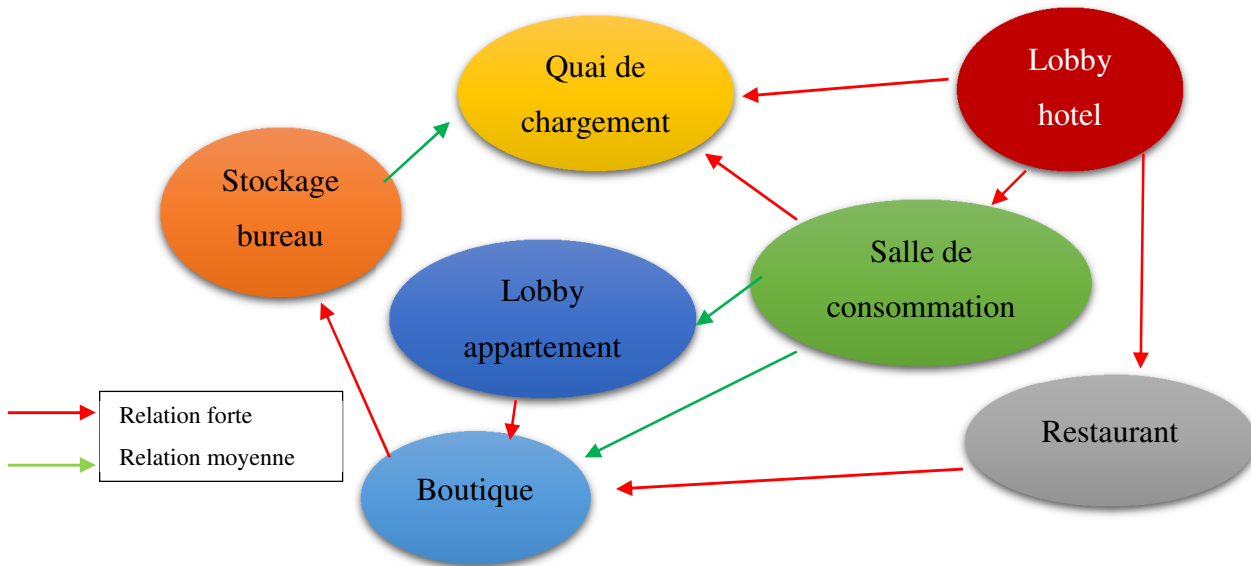 Quai de
chargement
Lobby
hotel
Stockage
bureau
Salle de
consommation
Lobby
appartement
Restaurant
Boutique
Relation forte
Relation moyenne